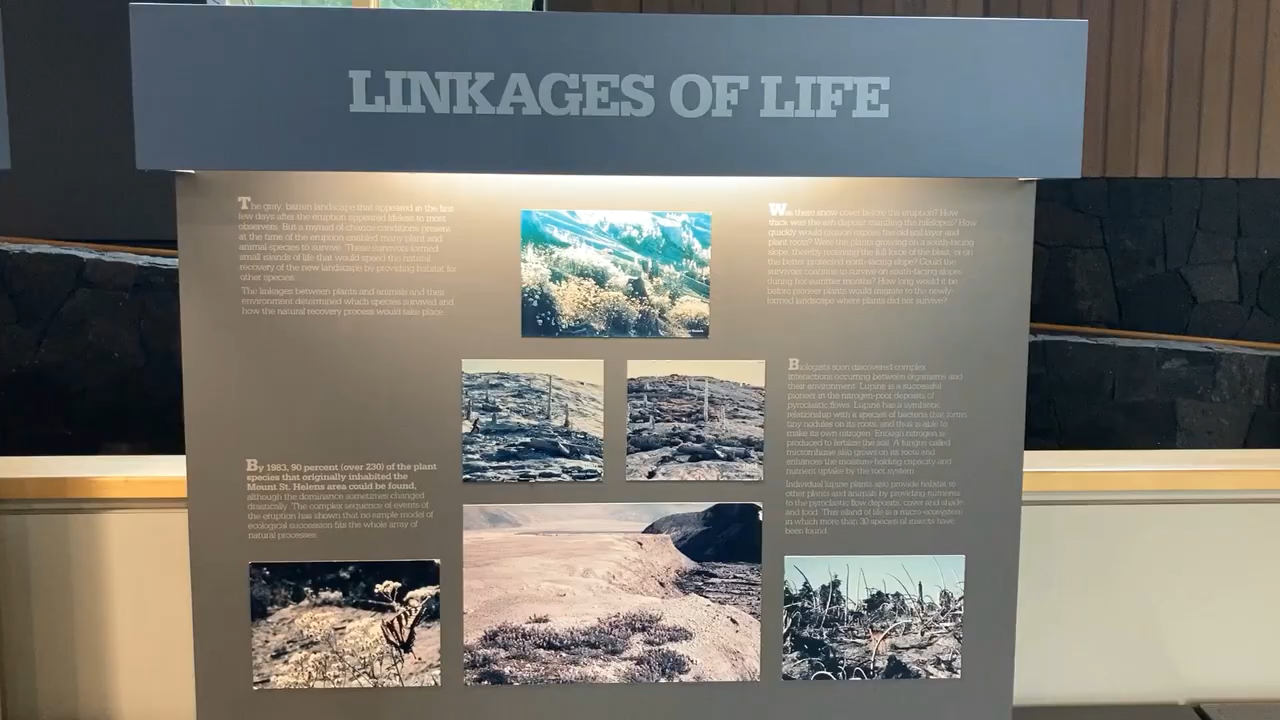 LINKAGES OF LIFE
The gray, barren landscape that appeared in the first
few days after the eruption appeared lifeless to most
observers. But a myriad of chance conditions present
at the time of the eruption enabled many plant and
animal species to survive. These survivors formed
small islands of life that would speed the natural
recovery of the new landscape by providing habitat for
other species.
The linkages between plants and animals and their
environment determined which species survived and
how the natural recovery process would take place.
By 1983, 90 percent (over 230) of the plant
species that originally inhabited the
Mount St. Helens area could be found,
although the dominance sometimes changed
drastically. The complex sequence of events of
the eruption has shown that no simple model of
ecological succession fits the whole array of
natural processes.
Was there snow cover before the eruption? How
thick was the ash deposit mantling the hillslopes? How
quickly would erosion expose the old soil layer and
plant roots? Were the plants growing on a south-facing
slope, thereby receiving the full force of the blast, or on
the better protected north-facing slope? Could the
survivors continue to survive on south-facing slopes
during hot summer months? How long would it be
before pioneer plants would migrate to the newly-
formed landscape where plants did not survive?
Biologists soon discovered complex
interactions occurring between organisms and
their environment. Lupine is a successful
pioneer in the nitrogen-poor deposits of
pyroclastic flows. Lupine has a symbiotic
relationship with a species of bacteria that forms
tiny nodules on its roots, and thus is able to
make its own nitrogen. Enough nitrogen is
produced to fertilize the soil. A fungus called
micorrhizae also grows on its roots and
enhances the moisture-holding capacity and
nutrient uptake by the root system.
Individual lupine plants also provide habitat to
other plants and animals by providing nutrients
to the pyroclastic flow deposits, cover and shade
and food. This island of life is a micro-ecosystem
in which more than 30 species of insects have
been found.